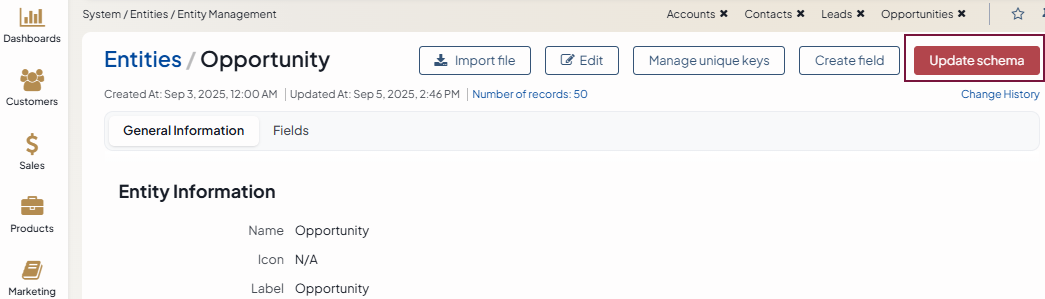 System / Entities / Entity Management
Accounts ✖ Contacts ✖ Leads ✖ Opportunities ✖
Dashboards
Customers
Sales
Products
Marketing
Entities / Opportunity
Import file
Edit
Manage unique keys
Create field
Update schema
Created At: Sep 3, 2025, 12:00 AM | Updated At: Sep 5, 2025, 2:46 PM | Number of records: 50
Change History
General Information
Fields
Entity Information
Name Opportunity
Icon N/A
Label Opportunity